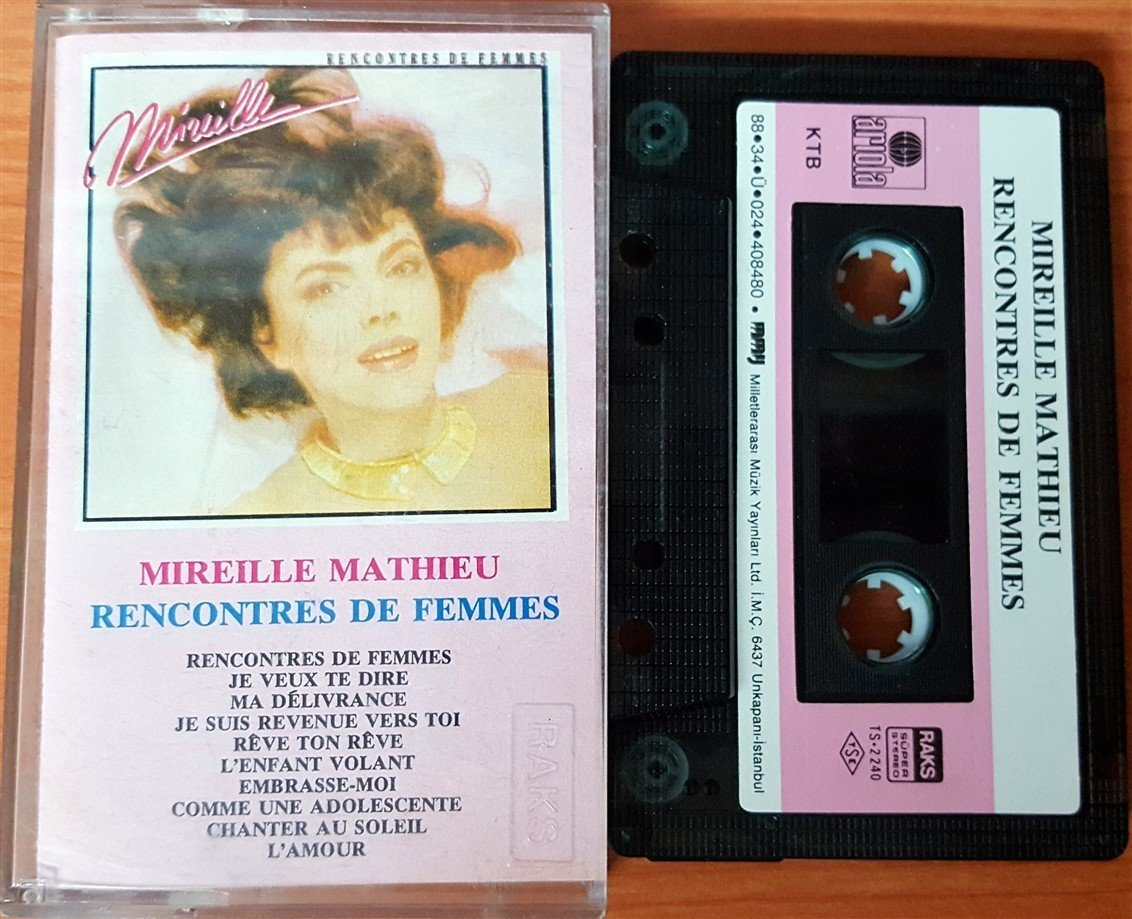 RENCONTRES DE FEMMES
Mireille
MIREILLE MATHIEU
RENCONTRES DE FEMMES
RENCONTRES DE FEMMES
JE VEUX TE DIRE
MA DÉLIVRANCE
JE SUIS REVENUE VERS TOI
RÊVE TON RÊVE
L'ENFANT VOLANT
EMBRASSE-MOI
COMME UNE ADOLESCENTE
CHANTER AU SOLEIL
L'AMOUR
RAKS
MIREILLE MATHIEU
RENCONTRES DE FEMMES
ariola
KTB
RAKS
SÜPER
STEREO
TS•2240
TSE
88•34•Ü•024•408480 • mmy Milletlerarası Müzik Yayınları Ltd. İ.M.Ç. 6437 Unkapanı-İstanbul